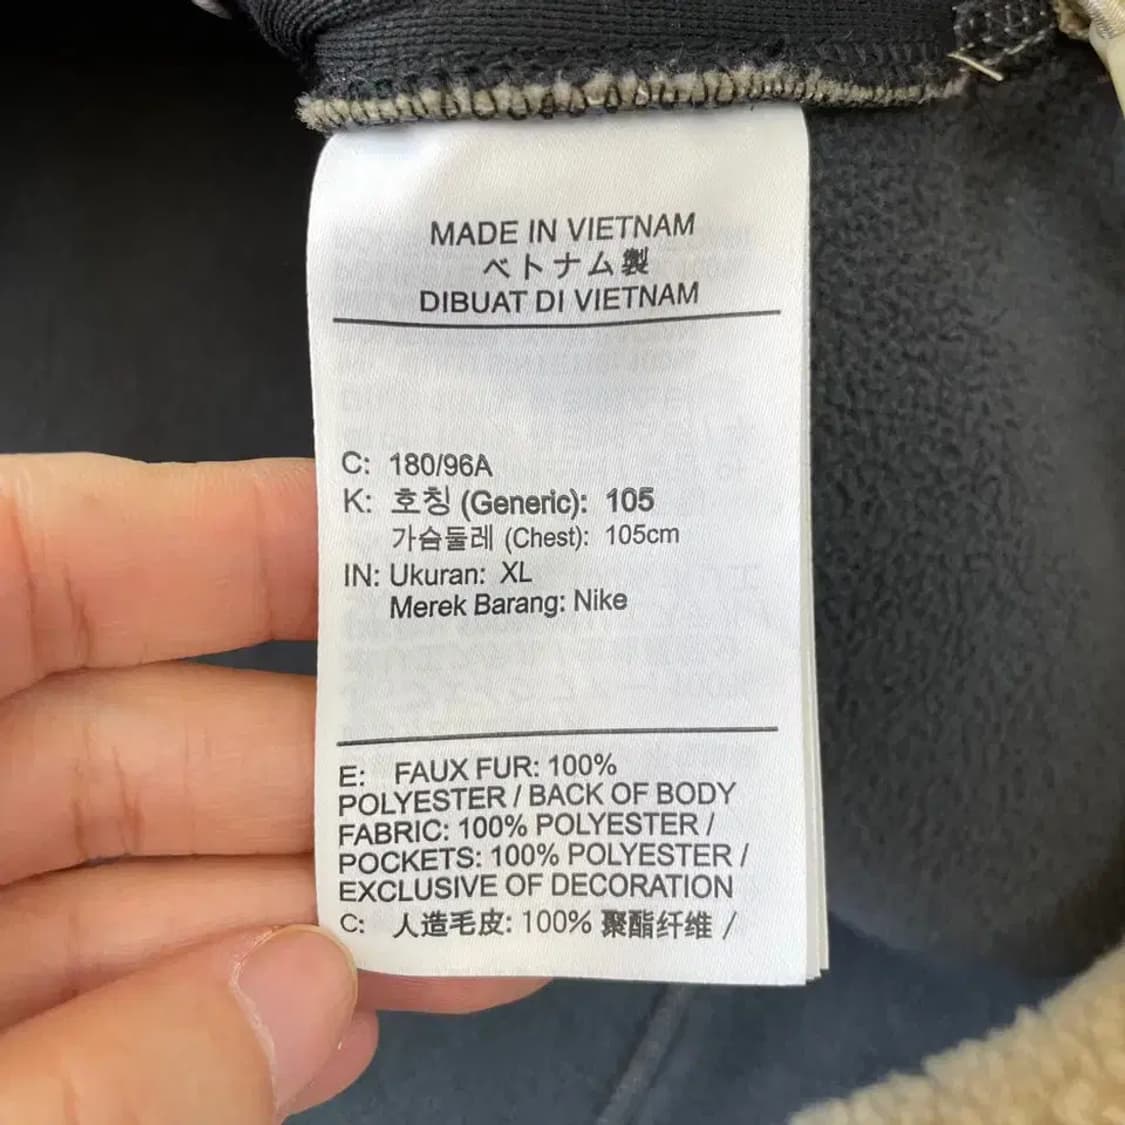 MADE IN VIETNAM
ベトナム製
DIBUAT DI VIETNAM
C: 180/96A
K: 호칭 (Generic): 105
가슴둘레 (Chest): 105cm
IN: Ukuran: XL
Merek Barang: Nike
E: FAUX FUR: 100%
POLYESTER / BACK OF BODY
FABRIC: 100% POLYESTER /
POCKETS: 100% POLYESTER /
EXCLUSIVE OF DECORATION
C: 人造毛皮: 100% 聚酯纤维 /